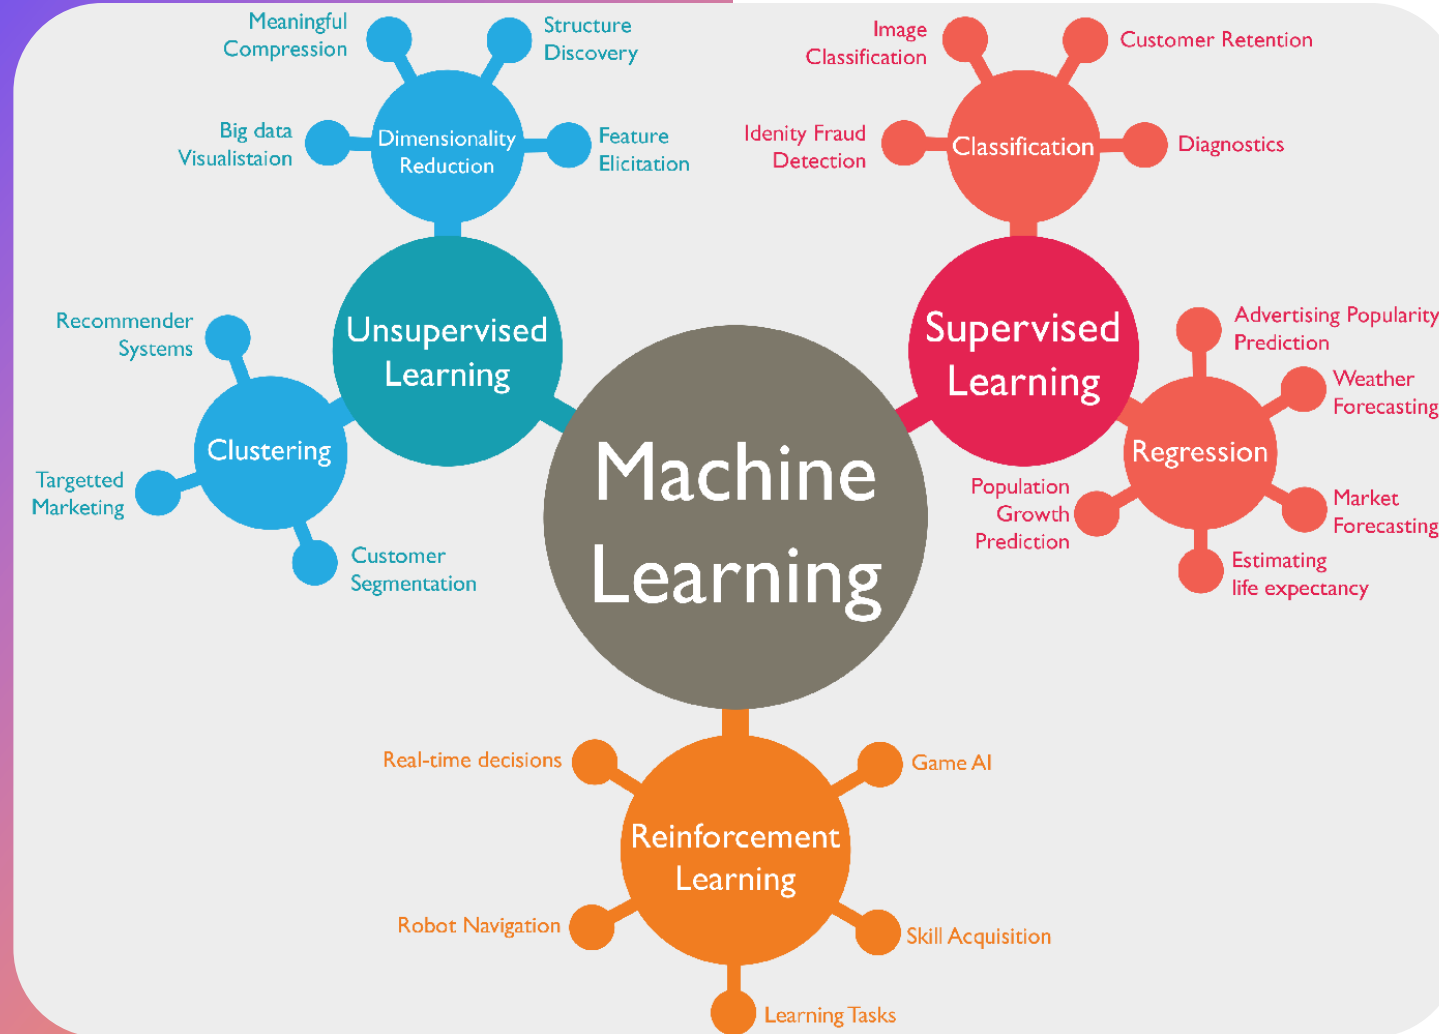 Meaningful
Compression
Structure
Discovery
Big data
Visualistaion
Dimensionality
Reduction
Feature
Elicitation
Image
Classification
Customer Retention
Idenity Fraud
Detection
Classification
Diagnostics
Recommender
Systems
Unsupervised
Learning
Clustering
Targetted
Marketing
Customer
Segmentation
Machine
Learning
Supervised
Learning
Advertising Popularity
Prediction
Weather
Forecasting
Regression
Population
Growth
Prediction
Market
Forecasting
Estimating
life expectancy
Real-time decisions
Game AI
Reinforcement
Learning
Robot Navigation
Skill Acquisition
Learning Tasks